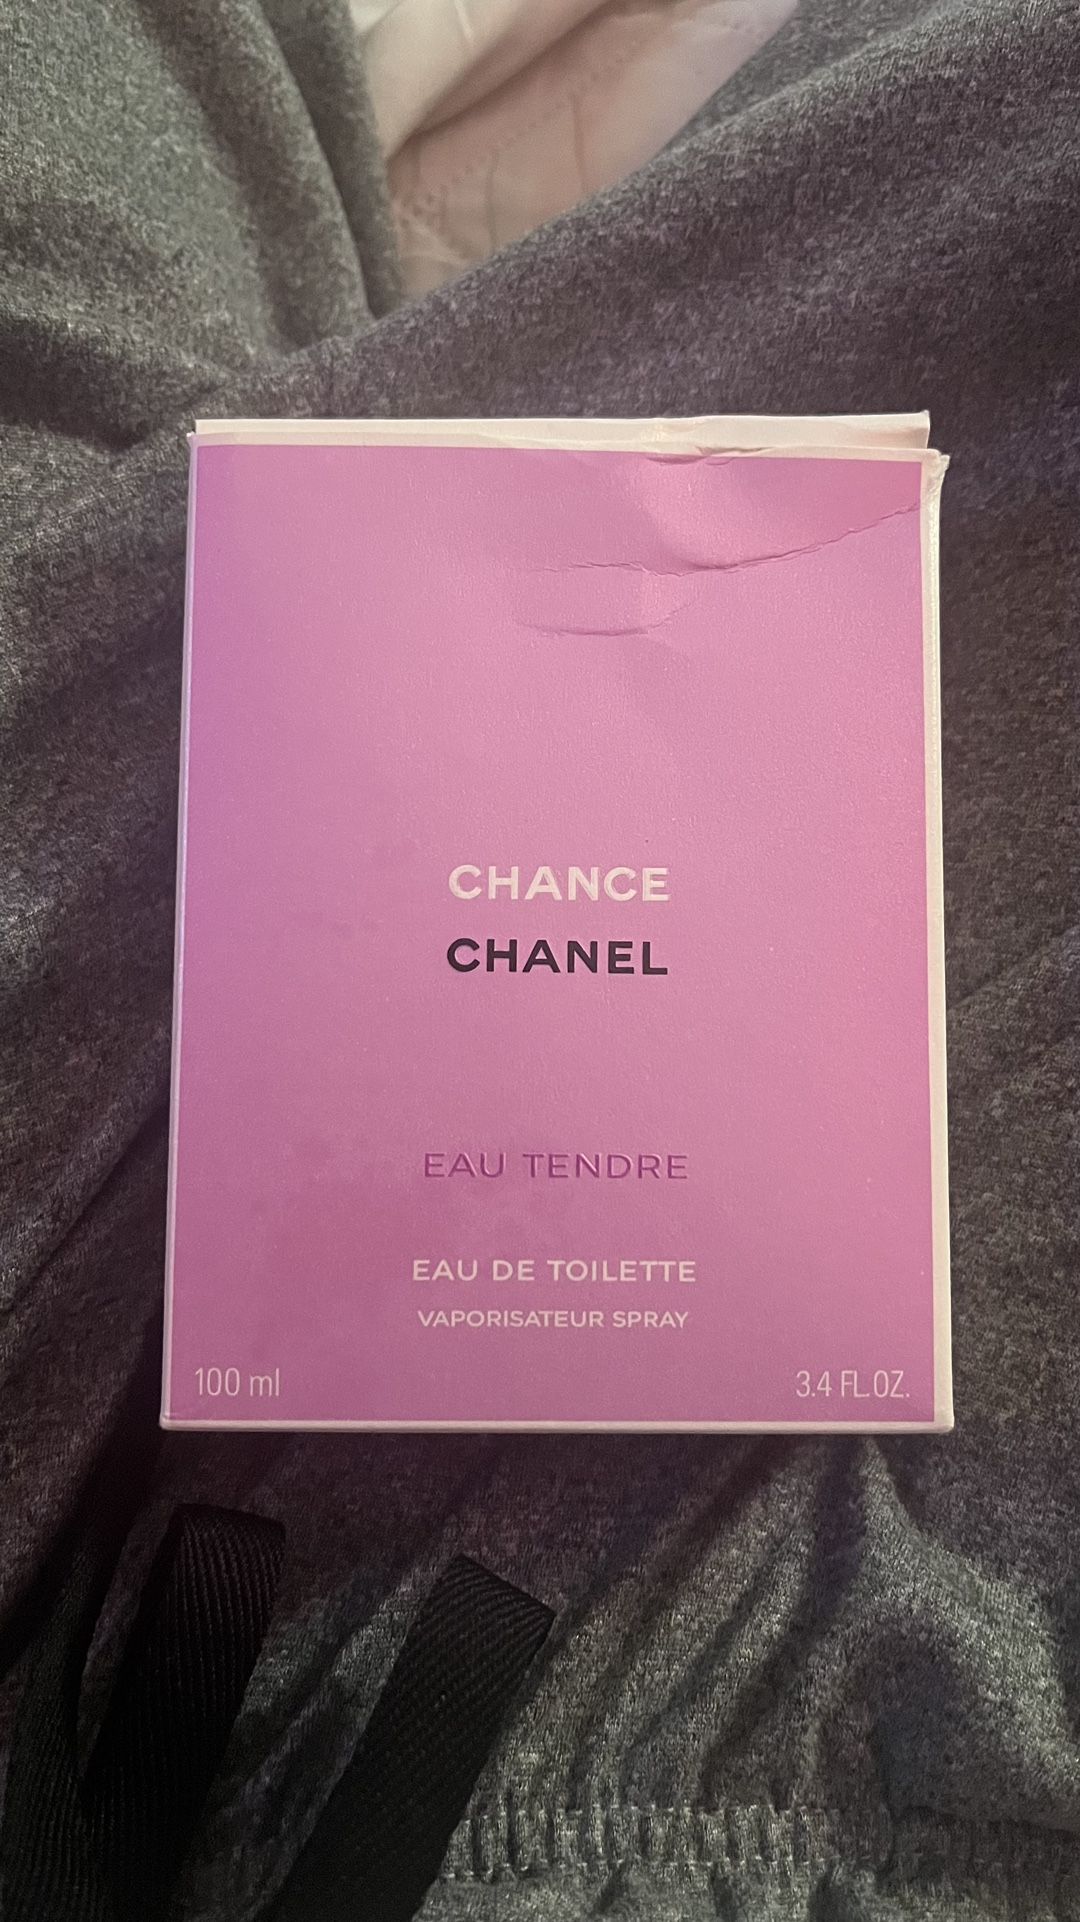 CHANCE
CHANEL
EAU TENDRE
EAU DE TOILETTE
VAPORISATEUR SPRAY
100 ml
3.4 FL.OZ.